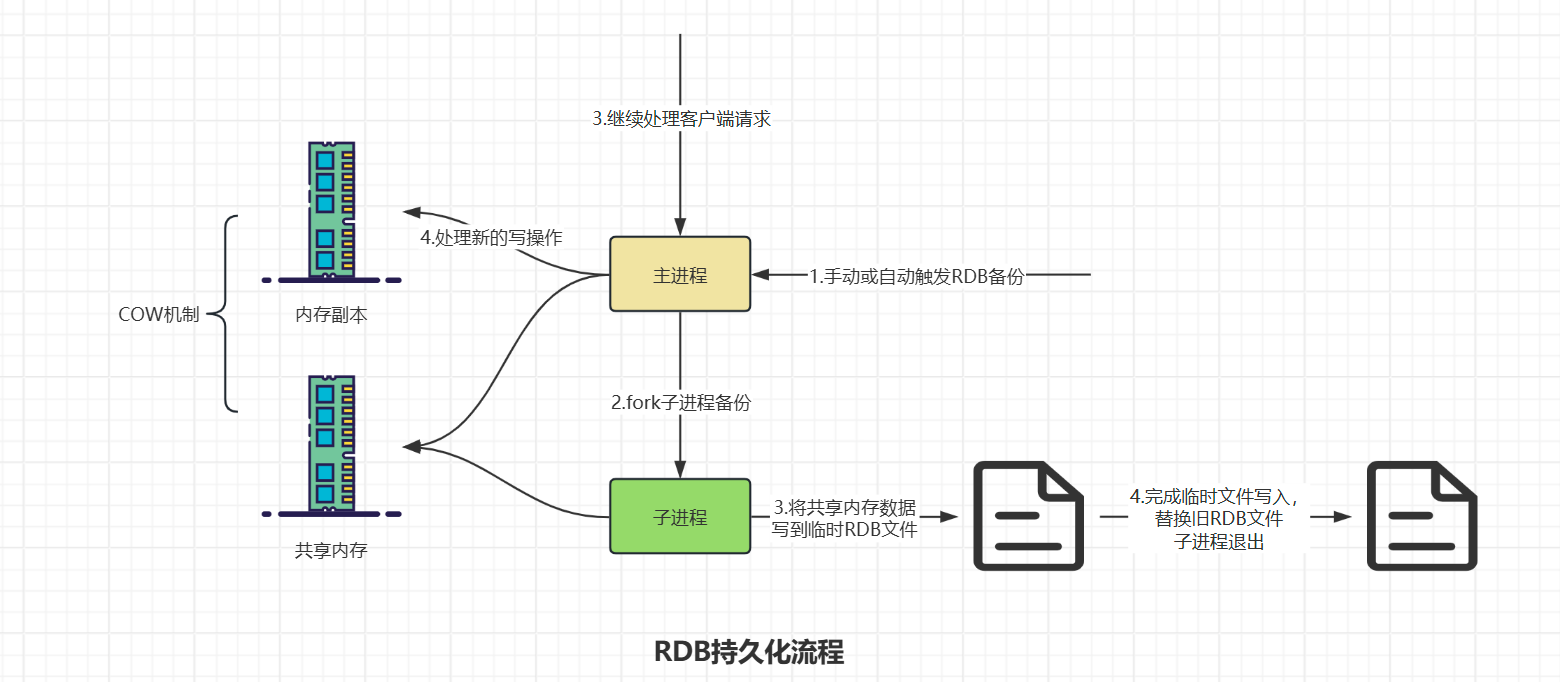 3.继续处理客户端请求
4.处理新的写操作
主进程
1.手动或自动触发RDB备份
COW机制
内存副本
2.fork子进程备份
子进程
3.将共享内存数据
写到临时RDB文件
4.完成临时文件写入，
替换旧RDB文件
子进程退出
共享内存
RDB持久化流程